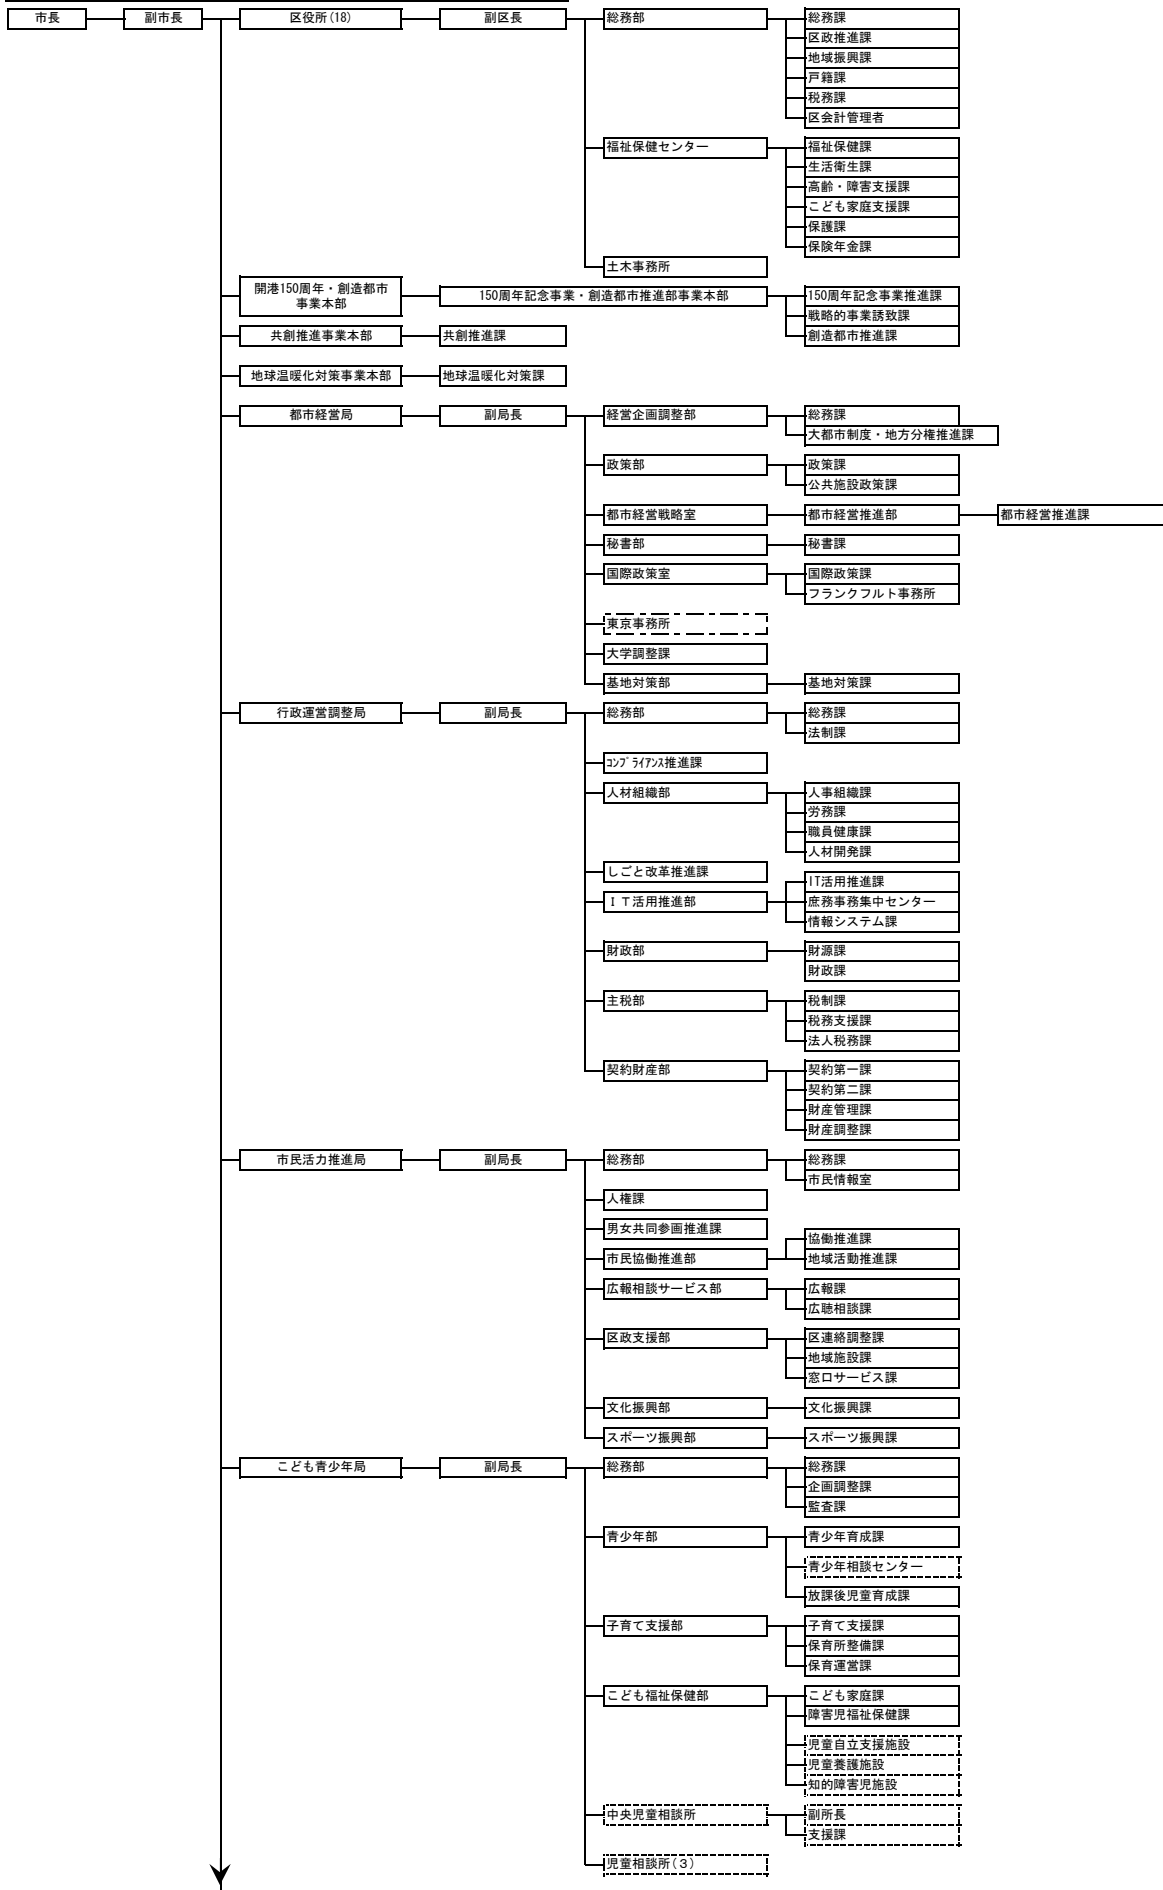 市長
副市長
区役所(18)
副区長
総務部
総務課
区政推進課
地域振興課
戸籍課
税務課
区会計管理者
福祉保健センター
福祉保健課
生活衛生課
高齢・障害支援課
こども家庭支援課
保護課
保険年金課
土木事務所
開港150周年・創造都市
事業本部
150周年記念事業・創造都市推進部事業本部
150周年記念事業推進課
戦略的事業誘致課
創造都市推進課
共創推進事業本部
共創推進課
地球温暖化対策事業本部
地球温暖化対策課
都市経営局
副局長
経営企画調整部
総務課
大都市制度・地方分権推進課
政策部
政策課
公共施設政策課
都市経営戦略室
都市経営推進部
都市経営推進課
秘書部
秘書課
国際政策室
国際政策課
フランクフルト事務所
東京事務所
大学調整課
基地対策部
基地対策課
行政運営調整局
副局長
総務部
総務課
法制課
ｺﾝﾌﾟﾗｲｱﾝｽ推進課
人材組織部
人事組織課
労務課
職員健康課
人材開発課
しごと改革推進課
ＩＴ活用推進部
IT活用推進課
庶務事務集中センター
情報システム課
財政部
財源課
財政課
主税部
税制課
税務支援課
法人税務課
契約財産部
契約第一課
契約第二課
財産管理課
財産調整課
市民活力推進局
副局長
総務部
総務課
市民情報室
人権課
男女共同参画推進課
市民協働推進部
協働推進課
地域活動推進課
広報相談サービス部
広報課
広聴相談課
区政支援部
区連絡調整課
地域施設課
窓口サービス課
文化振興部
文化振興課
スポーツ振興部
スポーツ振興課
こども青少年局
副局長
総務部
総務課
企画調整課
監査課
青少年部
青少年育成課
青少年相談センター
放課後児童育成課
子育て支援部
子育て支援課
保育所整備課
保育運営課
こども福祉保健部
こども家庭課
障害児福祉保健課
児童自立支援施設
児童養護施設
知的障害児施設
中央児童相談所
副所長
支援課
児童相談所(３)